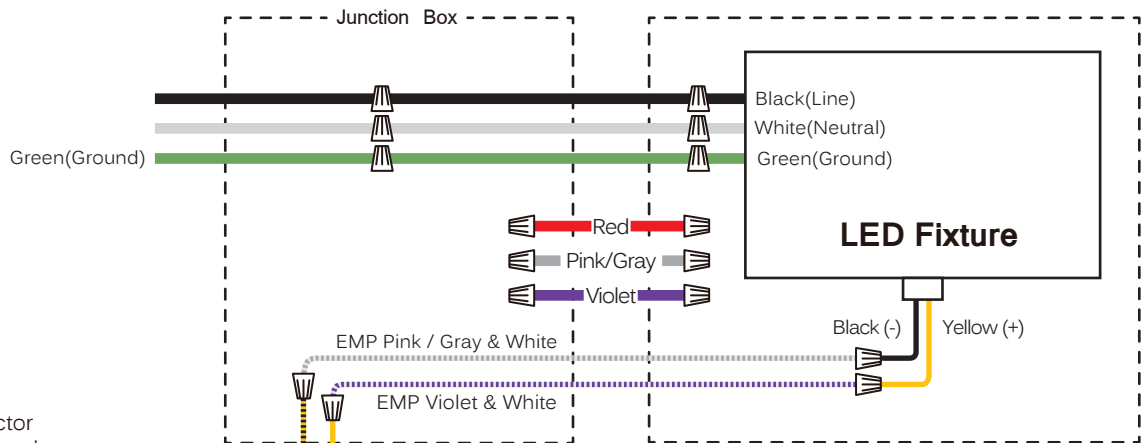 Junction Box
Black(Line)
White(Neutral)
Green(Ground)
Green(Ground)
Red
Pink/Gray
Violet
LED Fixture
Black (-)
Yellow (+)
EMP Pink / Gray & White
EMP Violet & White